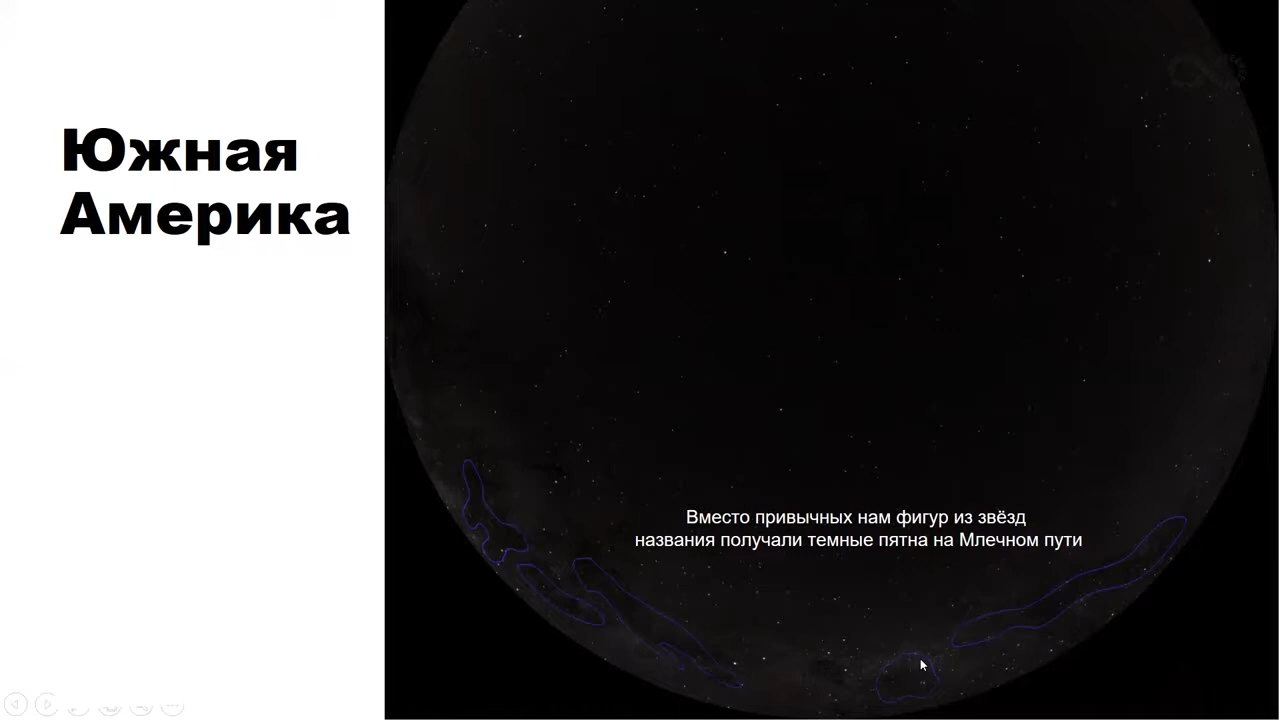 Южная
Америка
Вместо привычных нам фигур из звёзд
названия получали темные пятна на Млечном пути